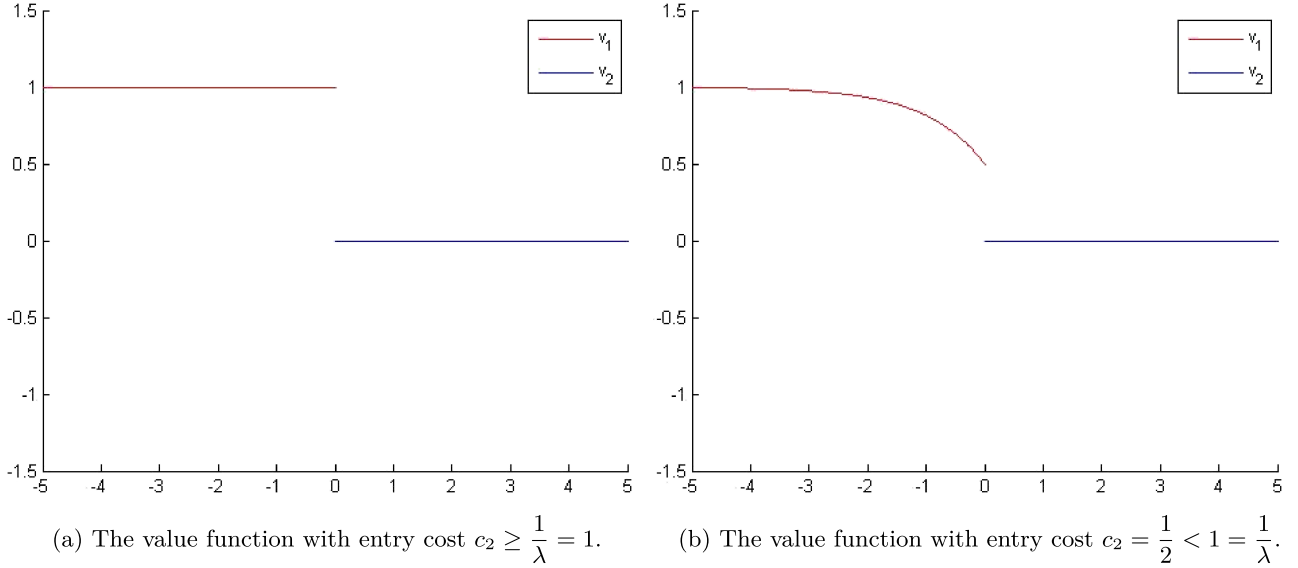 1.5
1
0.5
0
-0.5
-1
-1.5
-5 -4 -3 -2 -1 0 1 2 3 4 5
v₁
v₂
(a) The value function with entry cost c₂ ≥ 1/λ = 1.
1.5
1
0.5
0
-0.5
-1
-1.5
-5 -4 -3 -2 -1 0 1 2 3 4 5
v₁
v₂
(b) The value function with entry cost c₂ = 1/2 < 1 = 1/λ.